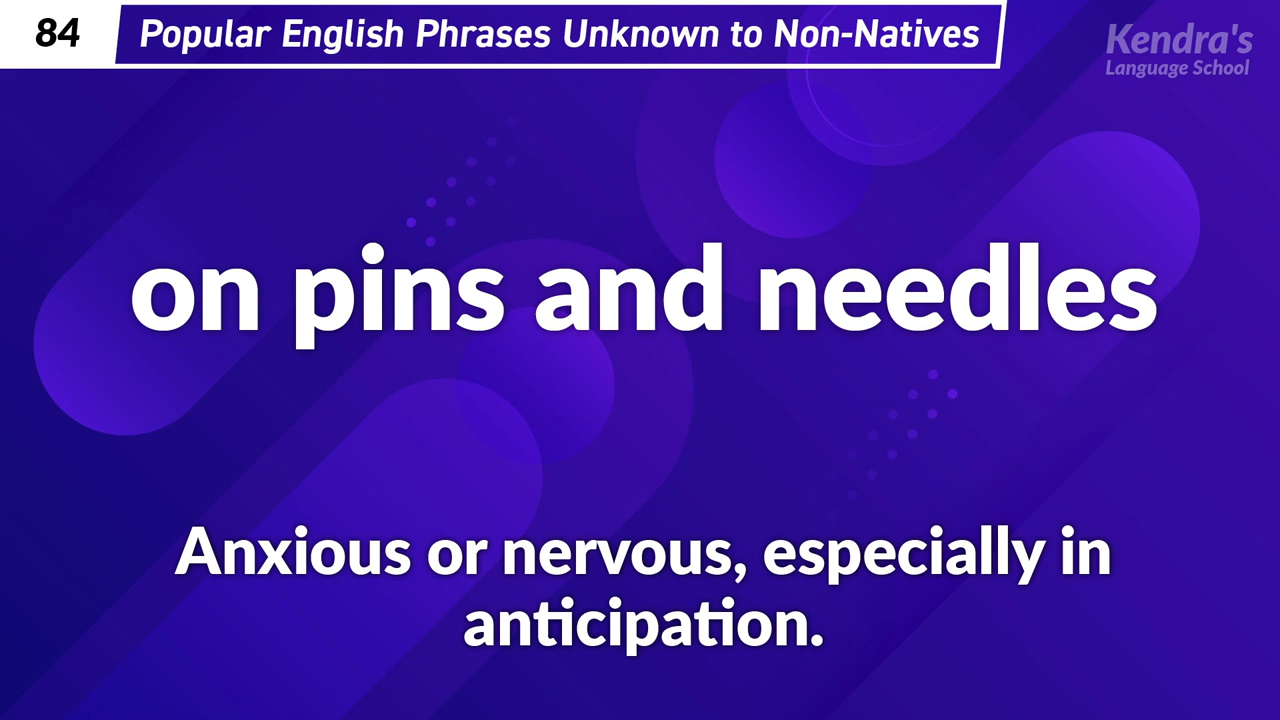 84
Popular English Phrases Unknown to Non-Natives
Kendra's
Language School
on pins and needles
Anxious or nervous, especially in
anticipation.